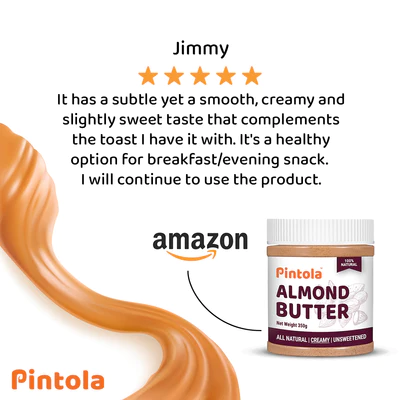 Jimmy
It has a subtle yet a smooth, creamy and
slightly sweet taste that complements
the toast I have it with. It's a healthy
option for breakfast/evening snack.
I will continue to use the product.
amazon
100%
NATURAL
Pintola
ALMOND
BUTTER
Net Weight 350g
ALL NATURAL | CREAMY | UNSWEETENED
Pintola